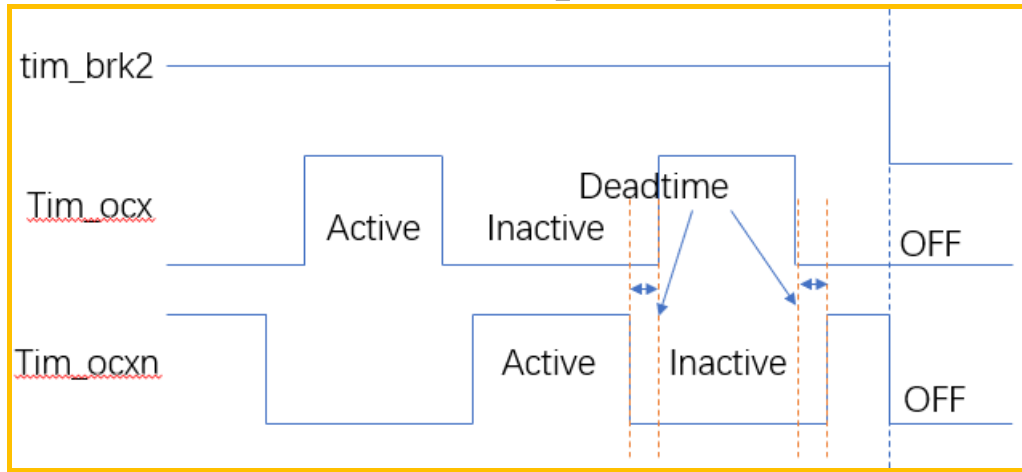 tim_brk2
Tim_ocx
Deadtime
Active
Inactive
OFF
Tim_ocxn
Active
Inactive
OFF